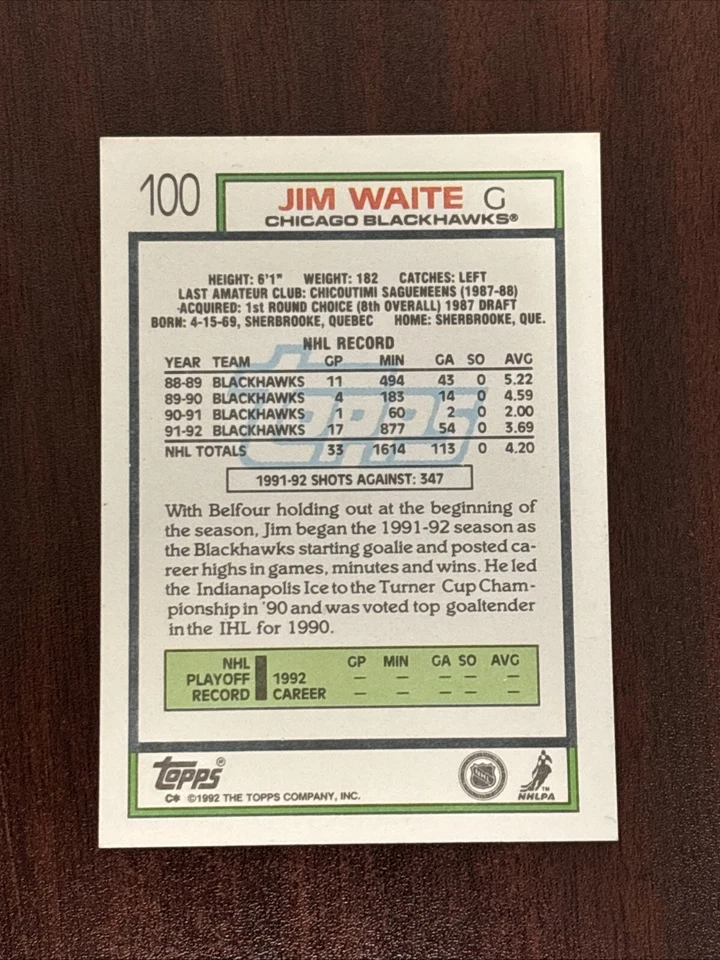 100
JIM WAITE G
CHICAGO BLACKHAWKS®
HEIGHT: 6'1" WEIGHT: 182 CATCHES: LEFT
LAST AMATEUR CLUB: CHICOUTIMI SAGUENEENS (1987-88)
ACQUIRED: 1st ROUND CHOICE (8th OVERALL) 1987 DRAFT
BORN: 4-15-69, SHERBROOKE, QUEBEC HOME: SHERBROOKE, QUE.
NHL RECORD
YEAR TEAM GP MIN GA SO AVG
88-89 BLACKHAWKS 11 494 43 0 5.22
89-90 BLACKHAWKS 4 183 14 0 4.59
90-91 BLACKHAWKS 1 60 2 0 2.00
91-92 BLACKHAWKS 17 877 54 0 3.69
NHL TOTALS 33 1614 113 0 4.20
topps
1991-92 SHOTS AGAINST: 347
With Belfour holding out at the beginning of
the season, Jim began the 1991-92 season as
the Blackhawks starting goalie and posted ca-
reer highs in games, minutes and wins. He led
the Indianapolis Ice to the Turner Cup Cham-
pionship in '90 and was voted top goaltender
in the IHL for 1990.
NHL GP MIN GA SO AVG
PLAYOFF 1992 – – – – –
RECORD CAREER – – – – –
topps®
C* ©1992 THE TOPPS COMPANY, INC.
NHL
TM
NHLPA